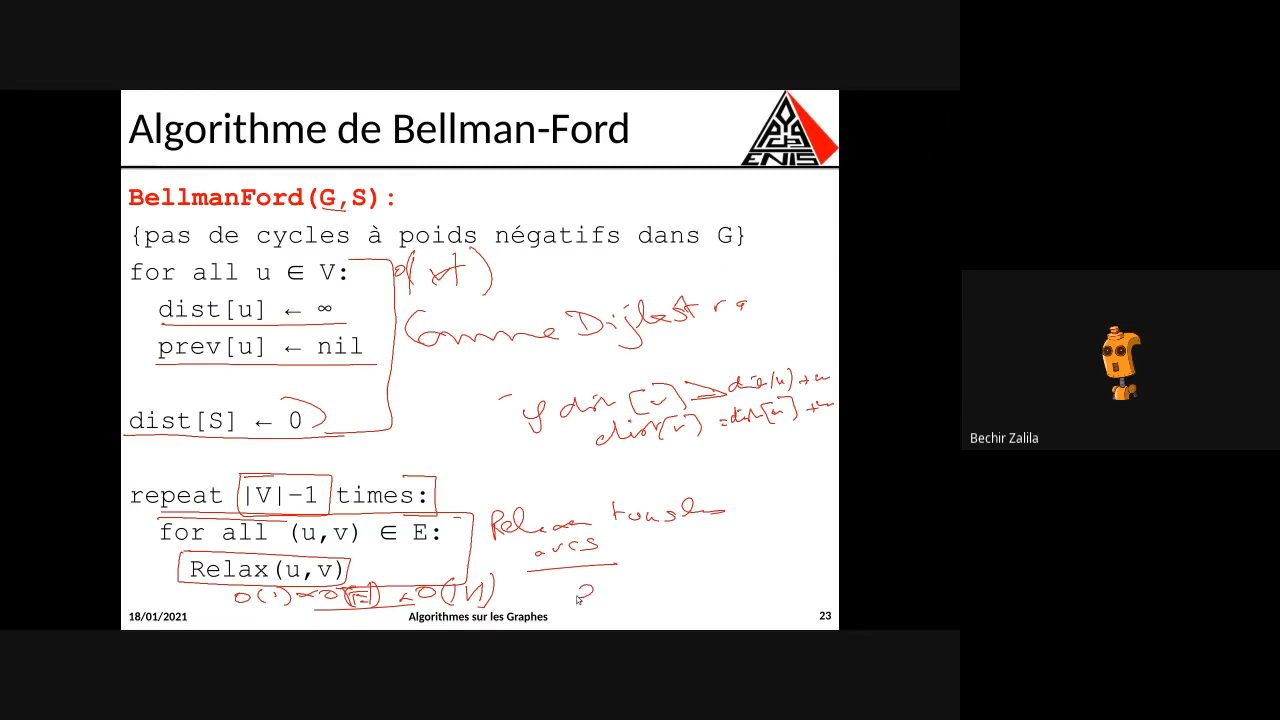 Algorithme de Bellman-Ford
ENIS
BellmanFord(G,S):
{pas de cycles à poids négatifs dans G}
for all u ∈ V:
dist[u] ← ∞
prev[u] ← nil
Comme Dijkstra
dist[S] ← 0
repeat |V|−1 times:
for all (u,v) ∈ E:
Relax(u,v)
Relaxer tous les
arcs
18/01/2021
Algorithmes sur les Graphes
23
Bechir Zalila